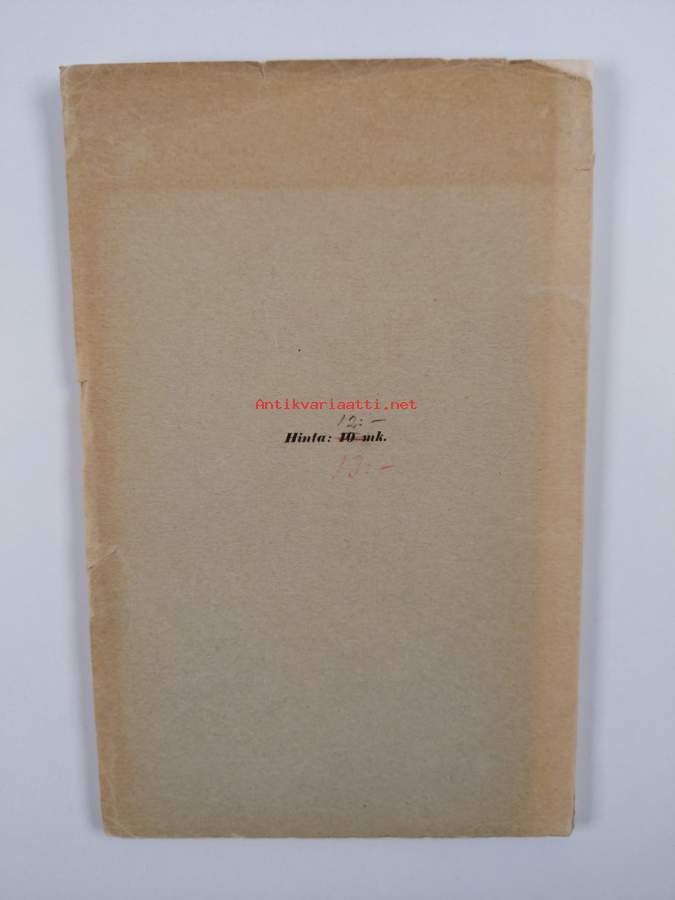 Antikvariaatti.net
12:-
Hinta: 10 mk.
13:-